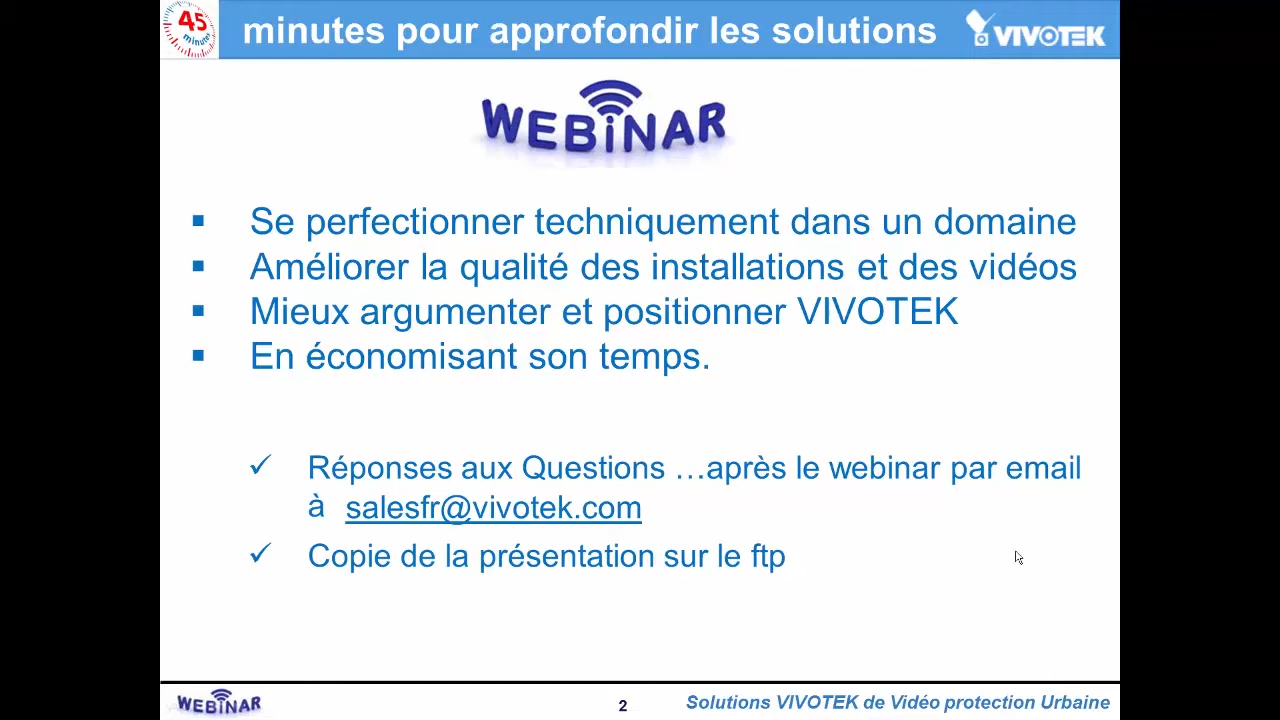 45 minutes
minutes pour approfondir les solutions
VIVOTEK
WEBINAR
▪ Se perfectionner techniquement dans un domaine
▪ Améliorer la qualité des installations et des vidéos
▪ Mieux argumenter et positionner VIVOTEK
▪ En économisant son temps.
✓ Réponses aux Questions …après le webinar par email
à salesfr@vivotek.com
✓ Copie de la présentation sur le ftp
WEBINAR
2
Solutions VIVOTEK de Vidéo protection Urbaine